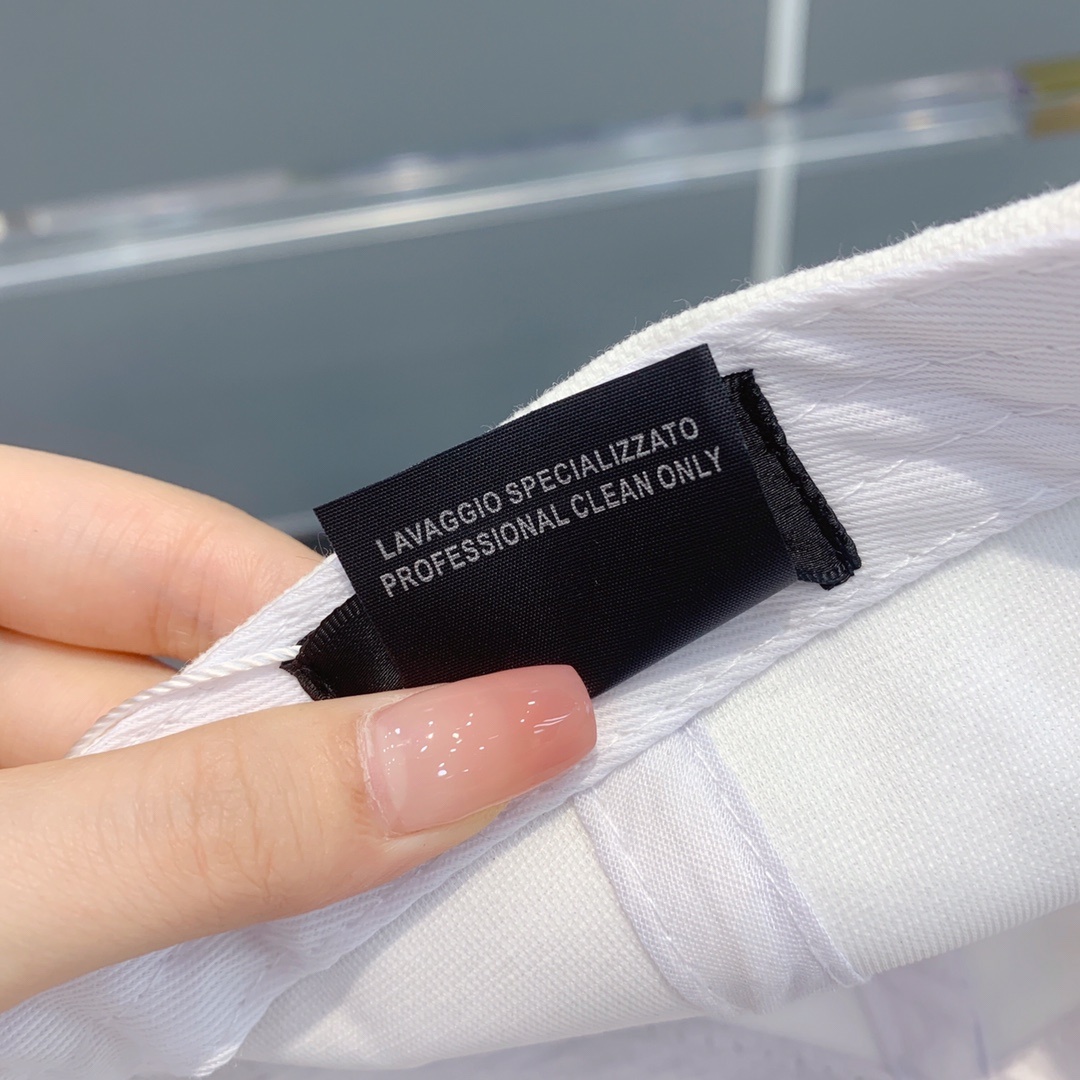 LAVAGGIO SPECIALIZZATO
PROFESSIONAL CLEAN ONLY